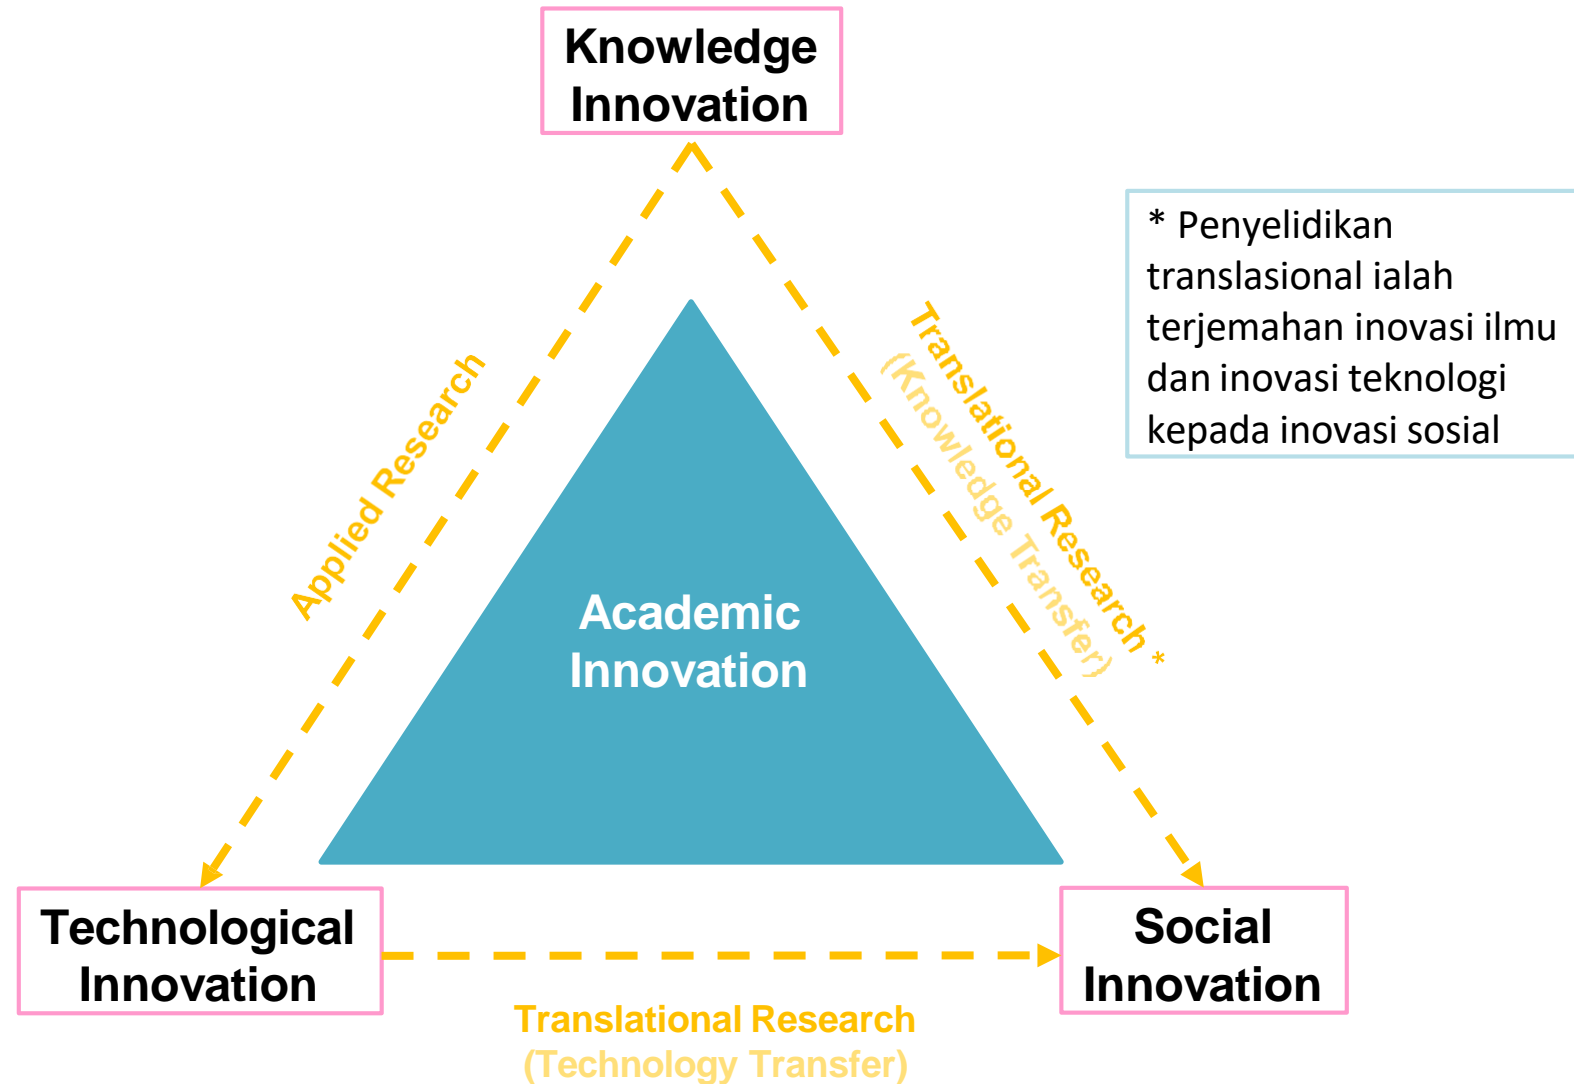 Knowledge
Innovation
* Penyelidikan
translasional ialah
terjemahan inovasi ilmu
dan inovasi teknologi
kepada inovasi sosial
Applied Research
Translational Research *
(Knowledge Transfer)
Academic
Innovation
Technological
Innovation
Social
Innovation
Translational Research
(Technology Transfer)